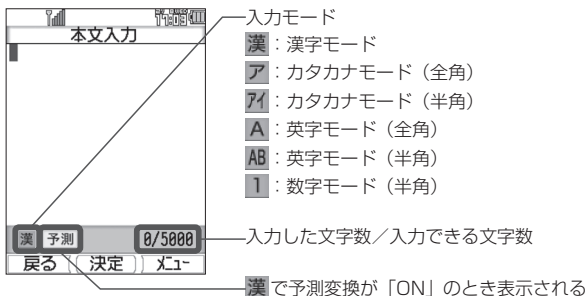 17:03
本文入力
漢 予測 0/5000
戻る 決定 ﾒﾆｭｰ
入力モード
漢:漢字モード
ア:カタカナモード(全角)
ｱｲ:カタカナモード(半角)
A:英字モード(全角)
AB:英字モード(半角)
1:数字モード(半角)
入力した文字数/入力できる文字数
漢で予測変換が「ON」のとき表示される